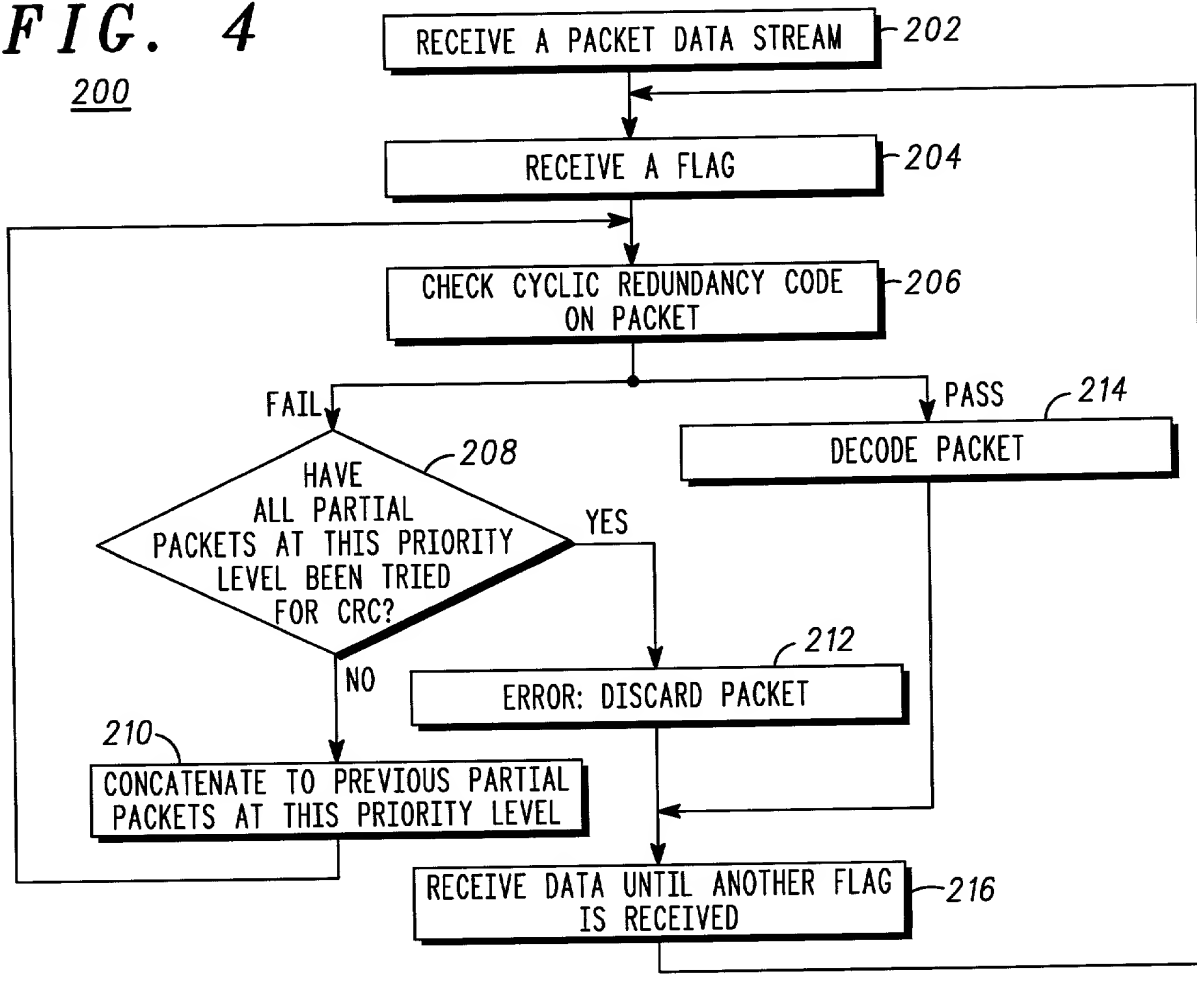 FIG. 4
200
RECEIVE A PACKET DATA STREAM
202
RECEIVE A FLAG
204
CHECK CYCLIC REDUNDANCY CODE
ON PACKET
206
FAIL
PASS
214
DECODE PACKET
208
HAVE
ALL PARTIAL
PACKETS AT THIS PRIORITY
LEVEL BEEN TRIED
FOR CRC?
YES
NO
212
ERROR: DISCARD PACKET
210
CONCATENATE TO PREVIOUS PARTIAL
PACKETS AT THIS PRIORITY LEVEL
RECEIVE DATA UNTIL ANOTHER FLAG
IS RECEIVED
216